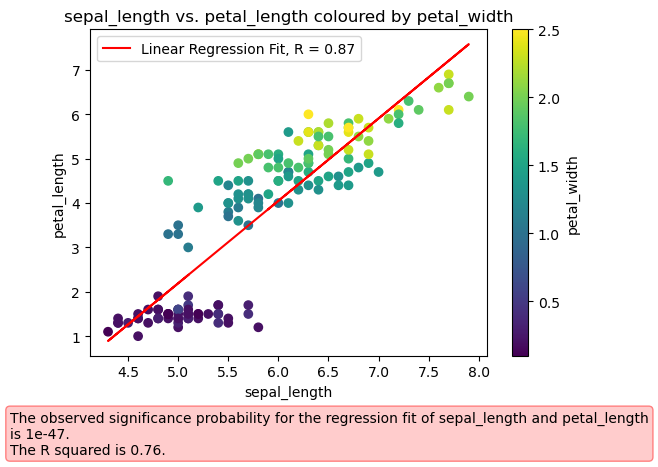 sepal_length vs. petal_length coloured by petal_width
Linear Regression Fit, R = 0.87
7
6
5
4
3
2
1
petal_length
4.5 5.0 5.5 6.0 6.5 7.0 7.5 8.0
sepal_length
2.5
2.0
1.5
1.0
0.5
petal_width
The observed significance probability for the regression fit of sepal_length and petal_length
is 1e-47.
The R squared is 0.76.